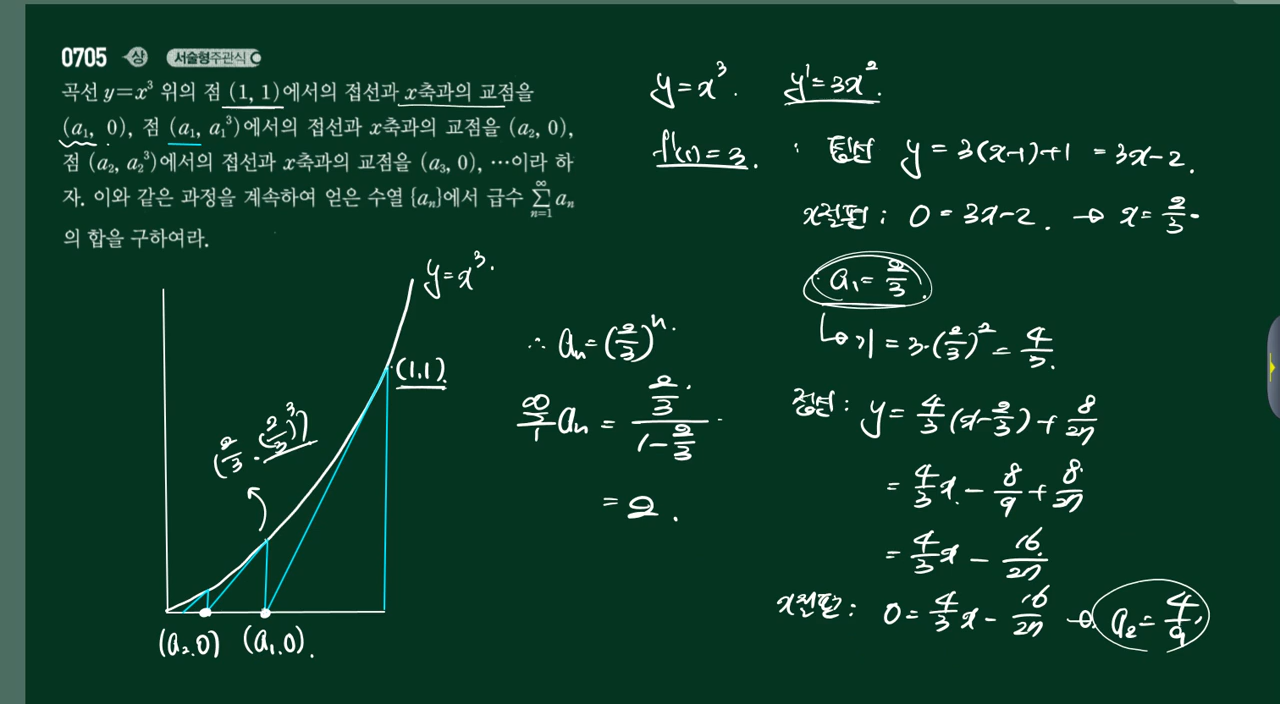 0705 상 서술형주관식
곡선 y=x³ 위의 점 (1, 1)에서의 접선과 x축과의 교점을
(a₁, 0), 점 (a₁, a₁³)에서의 접선과 x축과의 교점을 (a₂, 0),
점 (a₂, a₂³)에서의 접선과 x축과의 교점을 (a₃, 0), …이라 하
자. 이와 같은 과정을 계속하여 얻은 수열 {aₙ}에서 급수 ∑_{n=1}^{∞} aₙ
의 합을 구하여라.
y=x³.
(1,1)
(2/3, (2/3)³)
(a₂,0) (a₁,0).
∴ aₙ=(2/3)ⁿ.
∑_{1}^{∞} aₙ = (2/3)/(1-2/3)
= 2.
y=x³. y'=3x².
f'(1)=3. : 접선 y=3(x-1)+1 =3x-2.
x절편: 0=3x-2. → x=2/3.
a₁=2/3.
↳ 기=3·(2/3)²=4/3.
접선: y=4/3(x-2/3)+8/27
=4/3x-8/9+8/27
=4/3x-16/27
x절편: 0=4/3x-16/27 → a₂=4/9.